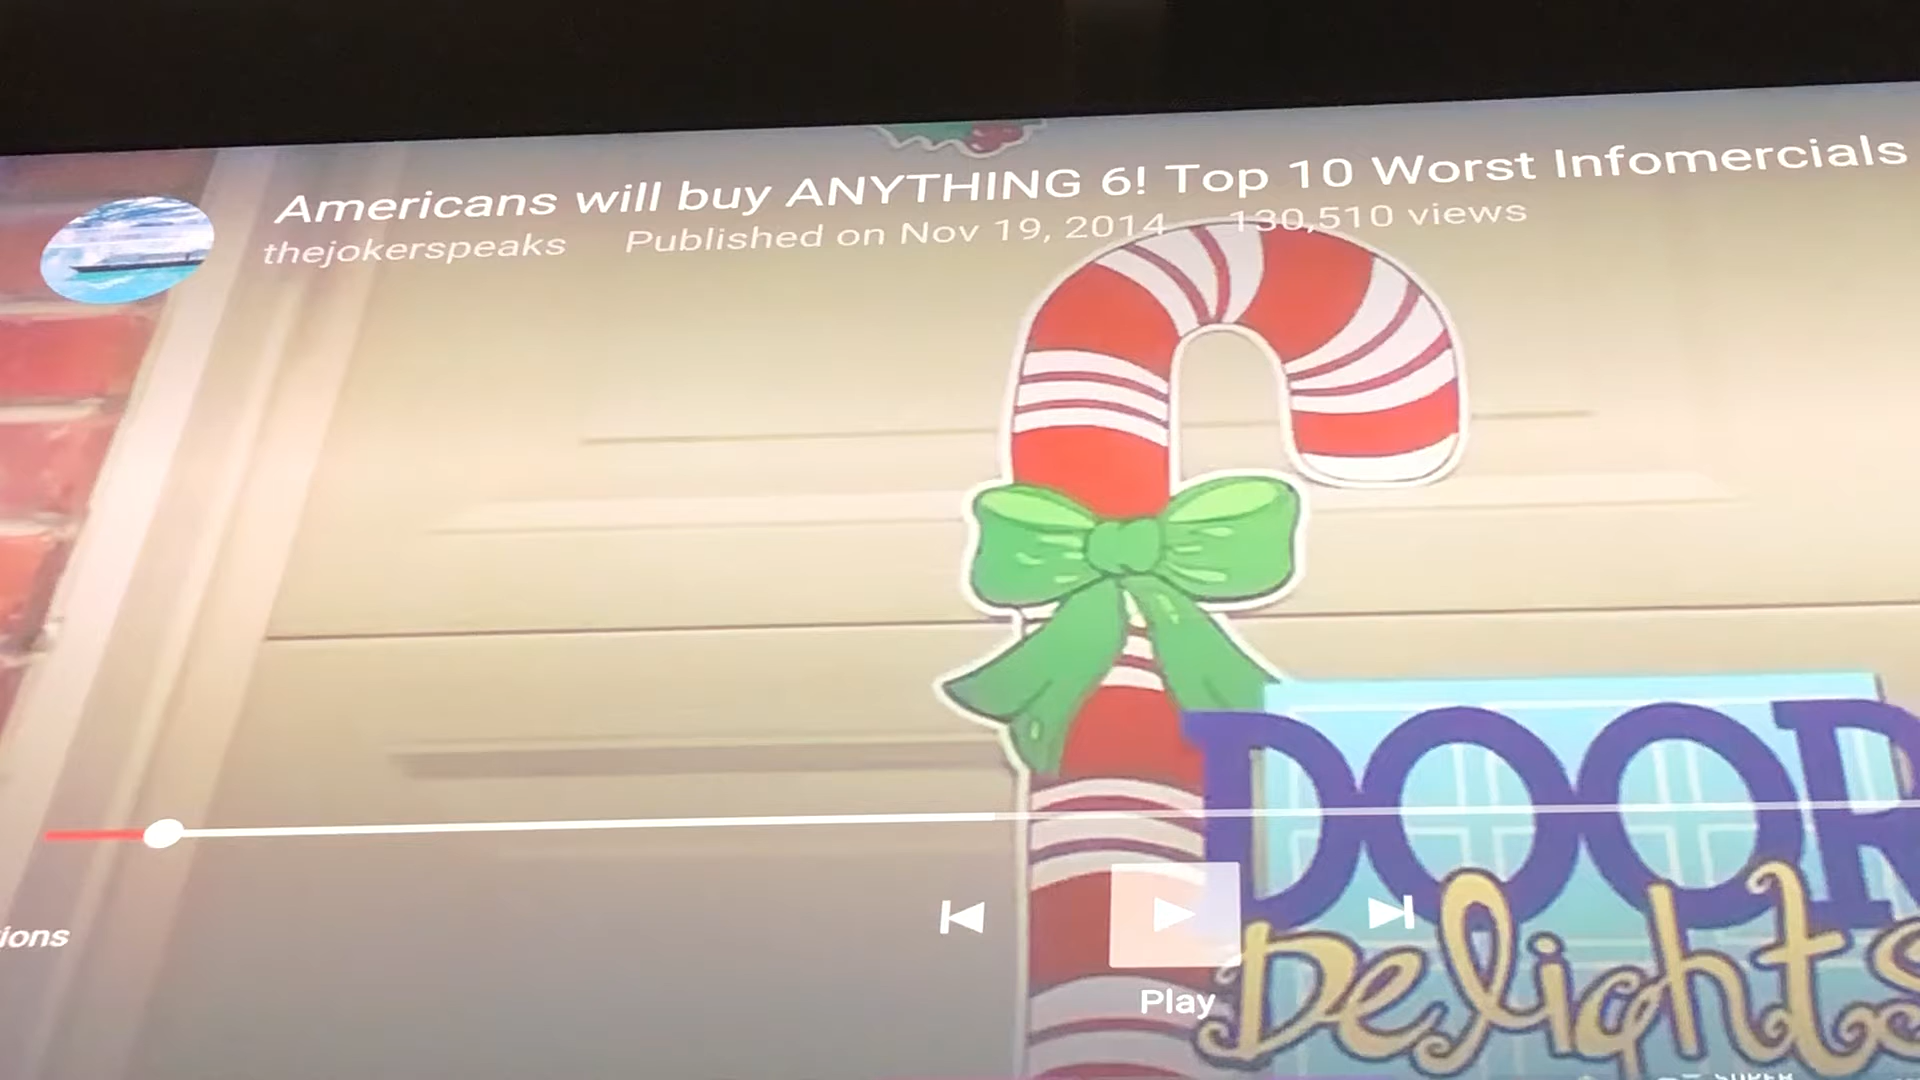 Americans will buy ANYTHING 6! Top 10 Worst Infomercials
thejokerspeaks Published on Nov 19, 2014 130,510 views
DOOR
Delights
ions
Play